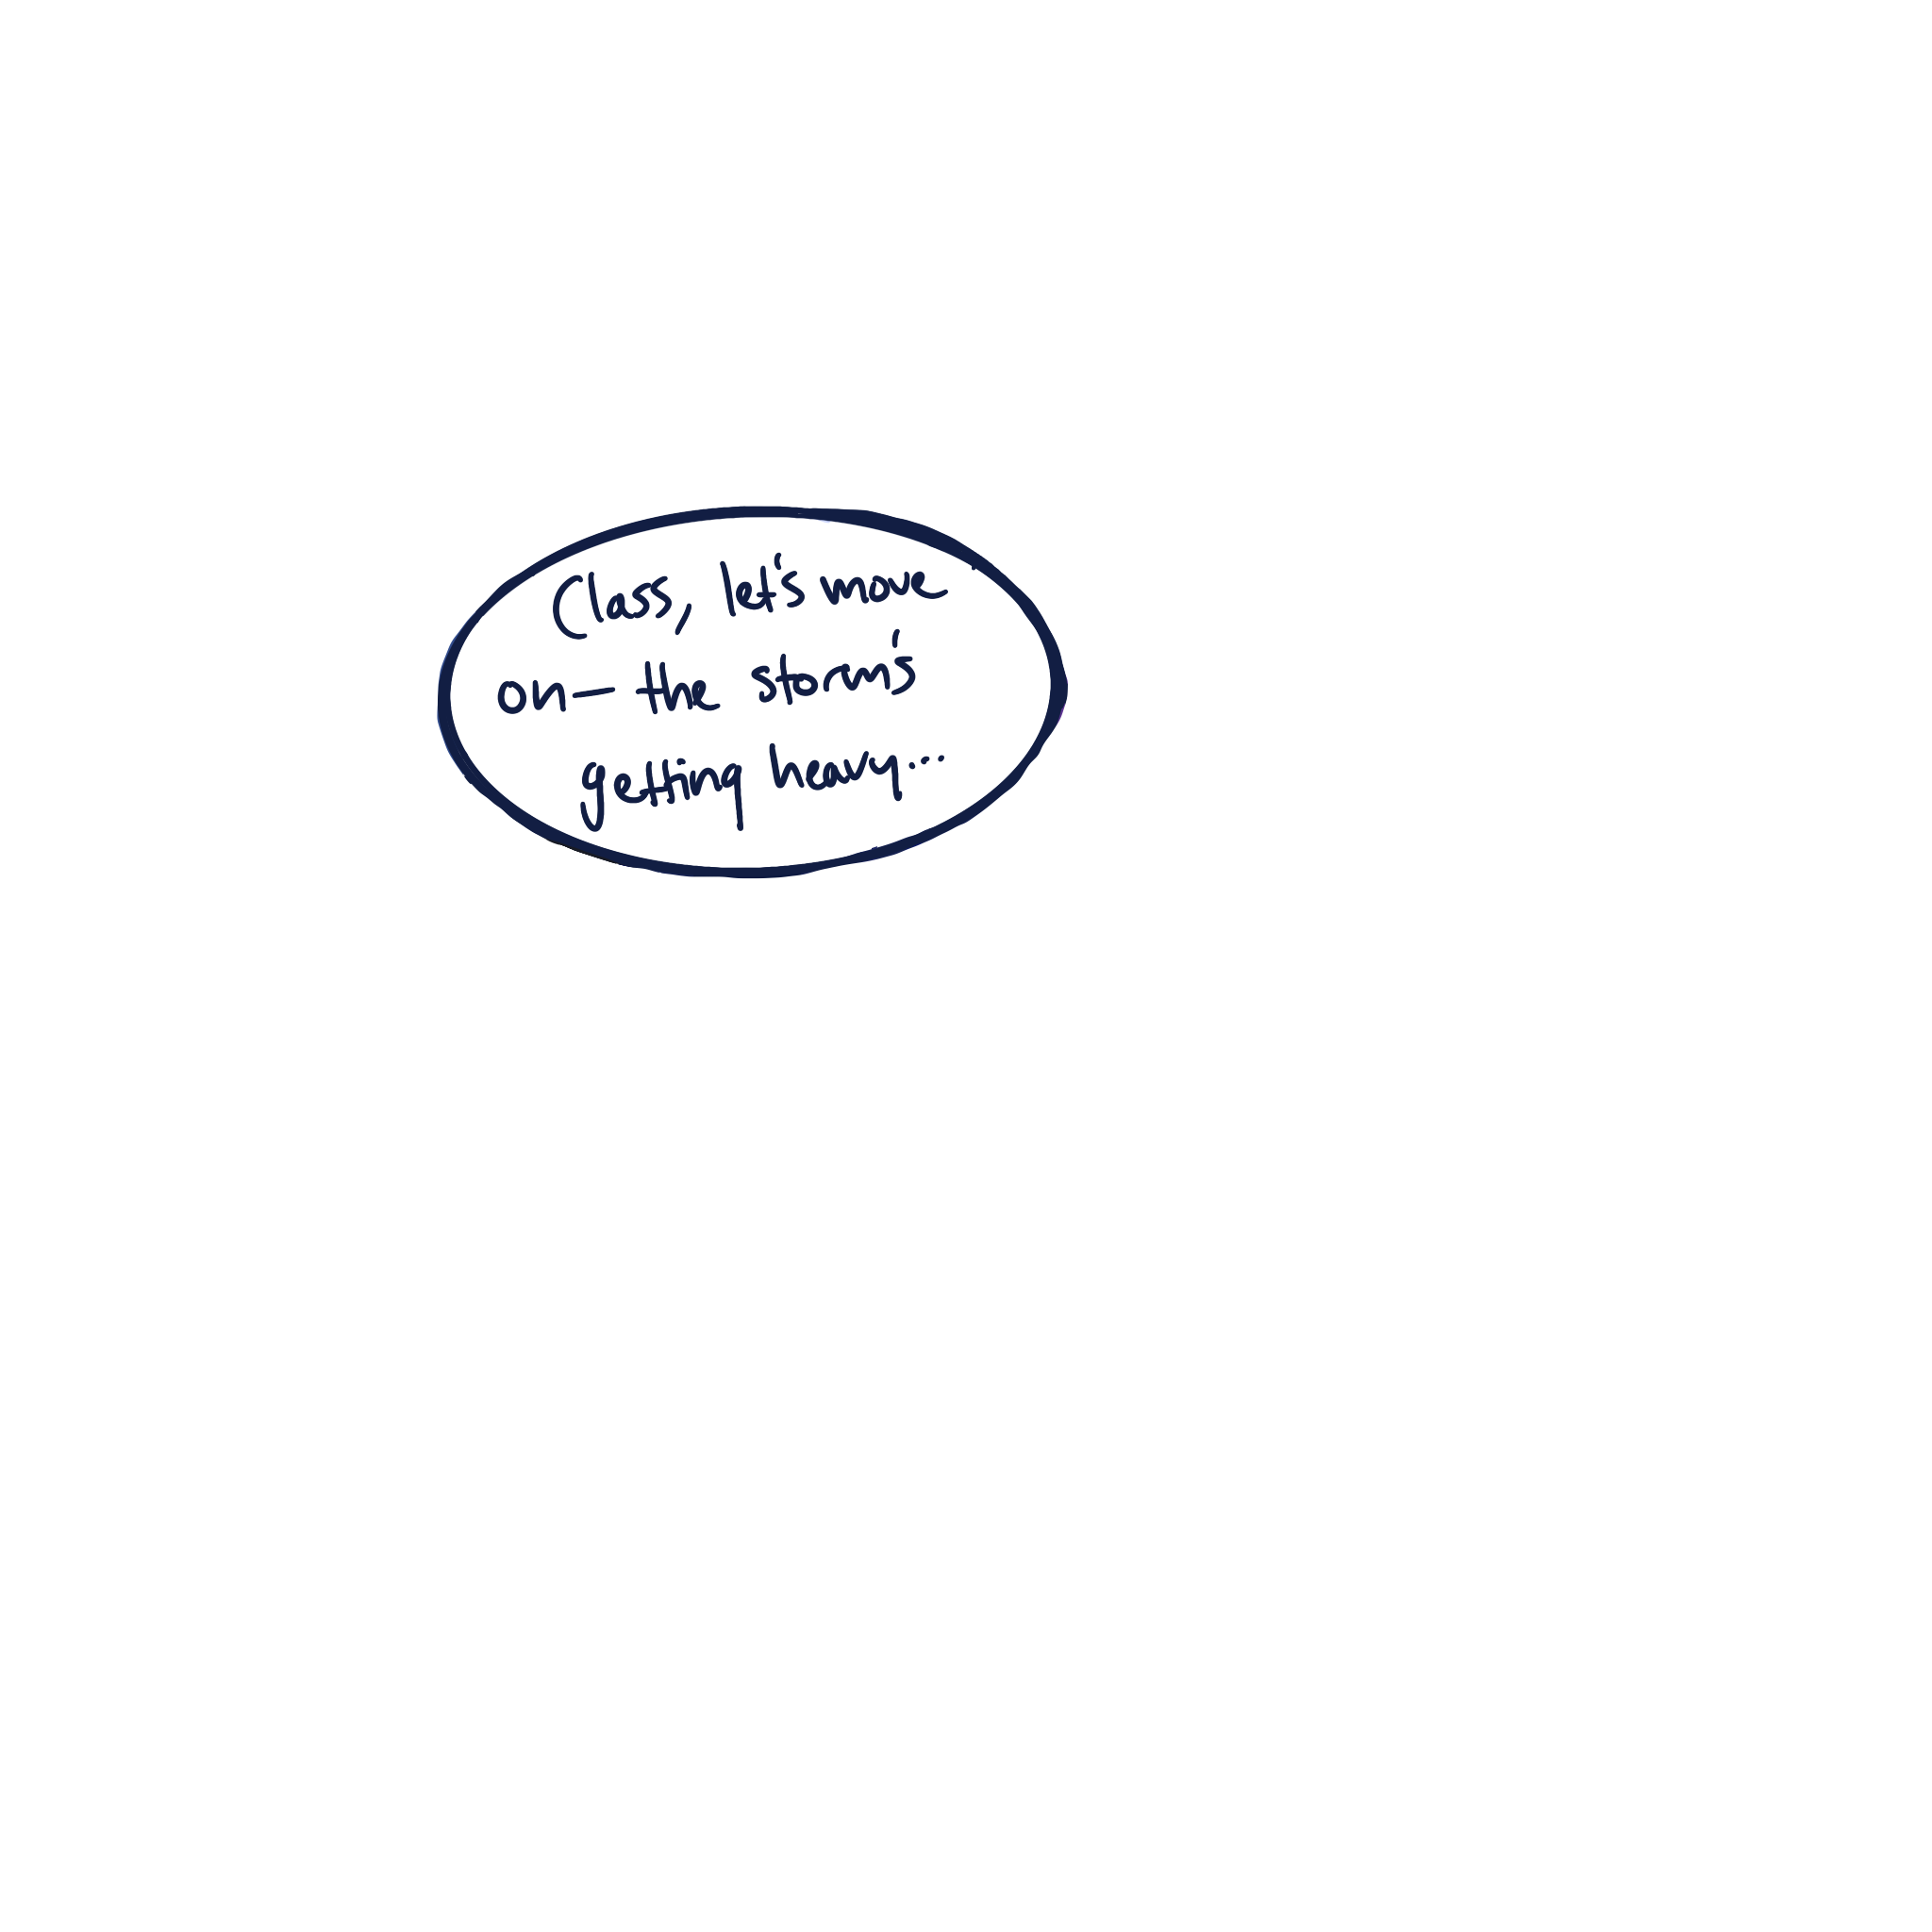 Class, let's move
on — the storm's
getting heavy...